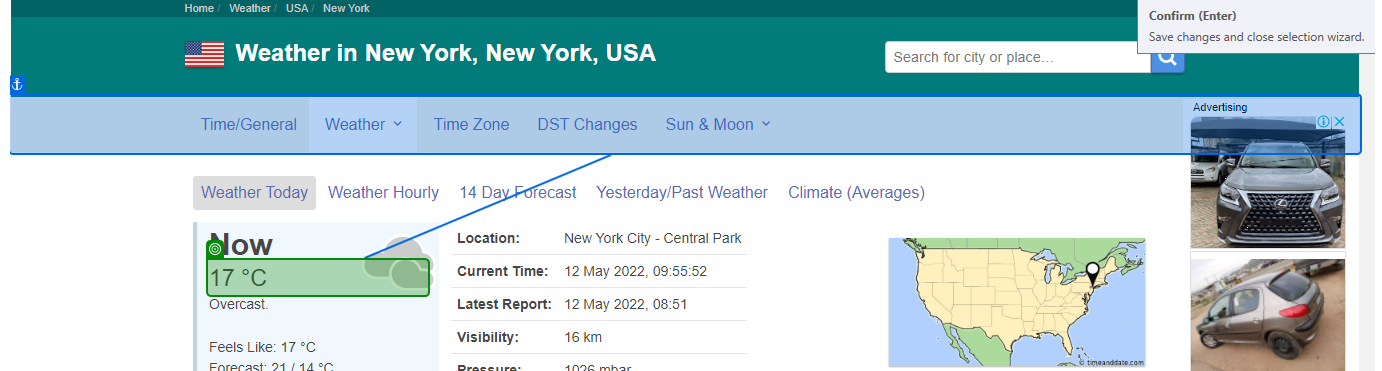 Home / Weather / USA / New York
Confirm (Enter)
Save changes and close selection wizard.
Weather in New York, New York, USA
Search for city or place...
Time/General Weather Time Zone DST Changes Sun & Moon
Advertising
Weather Today Weather Hourly 14 Day Forecast Yesterday/Past Weather Climate (Averages)
Now
17 °C
Overcast.
Feels Like: 17 °C
Forecast: 21 / 14 °C
Location: New York City - Central Park
Current Time: 12 May 2022, 09:55:52
Latest Report: 12 May 2022, 08:51
Visibility: 16 km
Pressure: 1026 mbar
© timeanddate.com